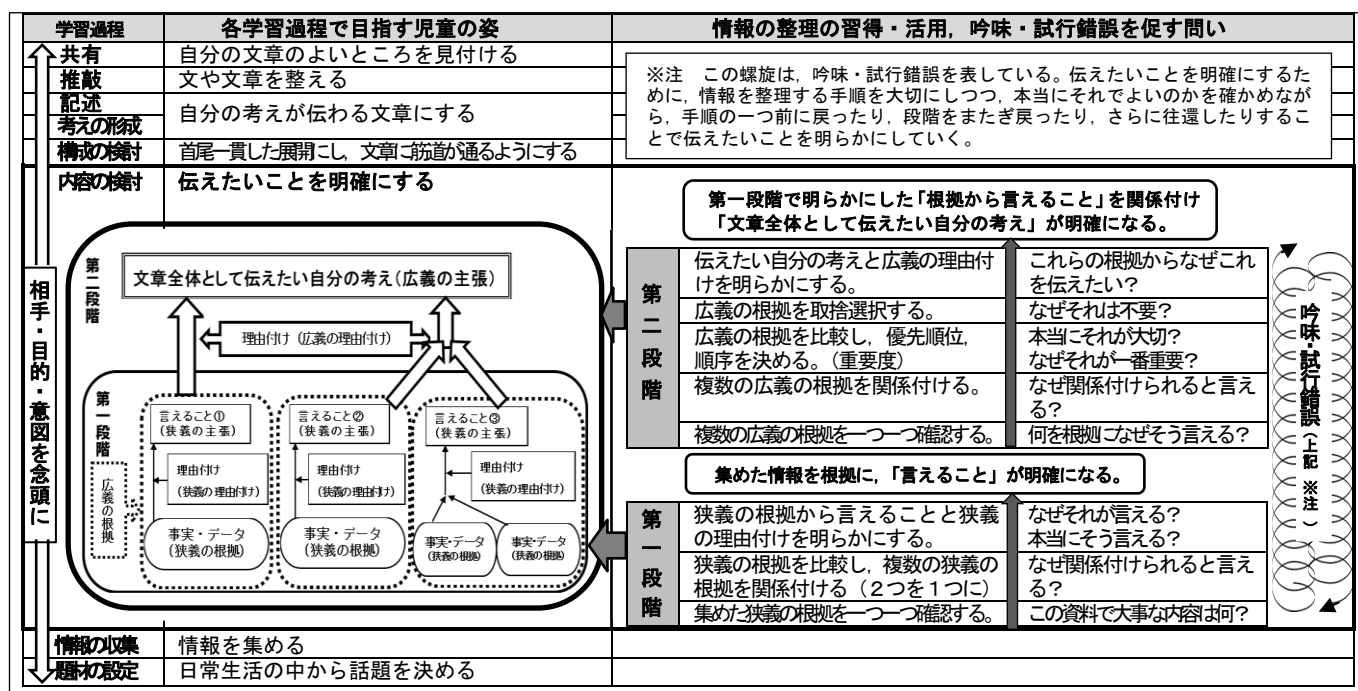 学習過程
各学習過程で目指す児童の姿
情報の整理の習得・活用，吟味・試行錯誤を促す問い
共有
自分の文章のよいところを見付ける
推敲
文や文章を整える
記述
考えの形成
自分の考えが伝わる文章にする
構成の検討
首尾一貫した展開にし，文章に筋道が通るようにする
※注　この螺旋は，吟味・試行錯誤を表している。伝えたいことを明確にするた
めに，情報を整理する手順を大切にしつつ，本当にそれでよいのかを確かめなが
ら，手順の一つ前に戻ったり，段階をまたぎ戻ったり，さらに往還したりするこ
とで伝えたいことを明らかにしていく。
内容の検討
伝えたいことを明確にする
相手・目的・意図を念頭に
第二段階
文章全体として伝えたい自分の考え(広義の主張)
理由付け（広義の理由付け）
第一段階
広義の根拠
言えること①
(狭義の主張)
理由付け
(狭義の理由付け)
事実・データ
(狭義の根拠)
言えること②
(狭義の主張)
理由付け
(狭義の理由付け)
事実・データ
(狭義の根拠)
言えること③
(狭義の主張)
理由付け
(狭義の理由付け)
事実・データ
(狭義の根拠)
事実・データ
(狭義の根拠)
第一段階で明らかにした「根拠から言えること」を関係付け
「文章全体として伝えたい自分の考え」が明確になる。
第二段階
伝えたい自分の考えと広義の理由付
けを明らかにする。
これらの根拠からなぜこれ
を伝えたい？
広義の根拠を取捨選択する。
なぜそれは不要？
広義の根拠を比較し，優先順位，
順序を決める。（重要度）
本当にそれが大切？
なぜそれが一番重要？
複数の広義の根拠を関係付ける。
なぜ関係付けられると言え
る？
複数の広義の根拠を一つ一つ確認する。
何を根拠になぜそう言える？
集めた情報を根拠に，「言えること」が明確になる。
第一段階
狭義の根拠から言えることと狭義
の理由付けを明らかにする。
なぜそれが言える？
本当にそう言える？
狭義の根拠を比較し，複数の狭義の
根拠を関係付ける（２つを１つに）
なぜ関係付けられると言え
る？
集めた狭義の根拠を一つ一つ確認する。
この資料で大事な内容は何？
吟味・試行錯誤（上記 ※注）
情報の収集
情報を集める
題材の設定
日常生活の中から話題を決める